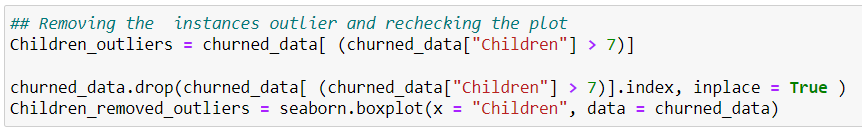 ## Removing the  instances outlier and rechecking the plot
Children_outliers = churned_data[ (churned_data["Children"] > 7)]
churned_data.drop(churned_data[ (churned_data["Children"] > 7)].index, inplace = True )
Children_removed_outliers = seaborn.boxplot(x = "Children", data = churned_data)